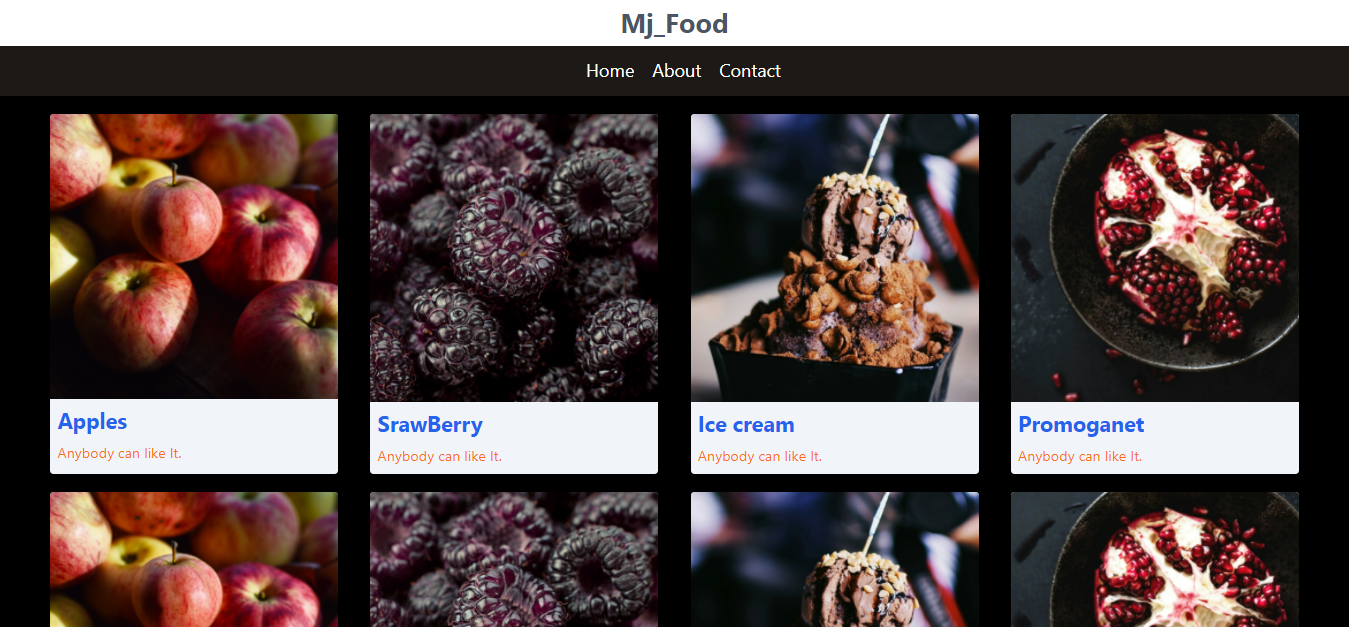 Mj_Food
Home About Contact
Apples
Anybody can like It.
SrawBerry
Anybody can like It.
Ice cream
Anybody can like It.
Promoganet
Anybody can like It.